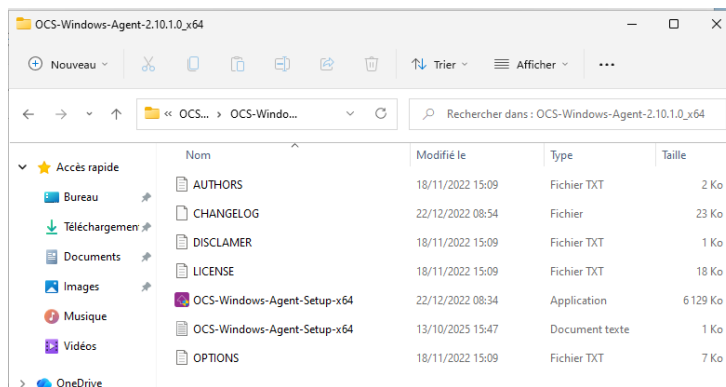 OCS-Windows-Agent-2.10.1.0_x64
Nouveau Trier Afficher
« OCS... > OCS-Windo... Rechercher dans : OCS-Windows-Agent-2.10.1.0_x64
Nom Modifié le Type Taille
Accès rapide
AUTHORS 18/11/2022 15:09 Fichier TXT 2 Ko
Bureau
CHANGELOG 22/12/2022 08:54 Fichier 23 Ko
Téléchargemen
DISCLAMER 18/11/2022 15:09 Fichier TXT 1 Ko
Documents
LICENSE 18/11/2022 15:09 Fichier TXT 18 Ko
Images
OCS-Windows-Agent-Setup-x64 22/12/2022 08:34 Application 6 129 Ko
Musique
OCS-Windows-Agent-Setup-x64 13/10/2025 15:47 Document texte 1 Ko
Vidéos
OPTIONS 18/11/2022 15:09 Fichier TXT 7 Ko
OneDrive